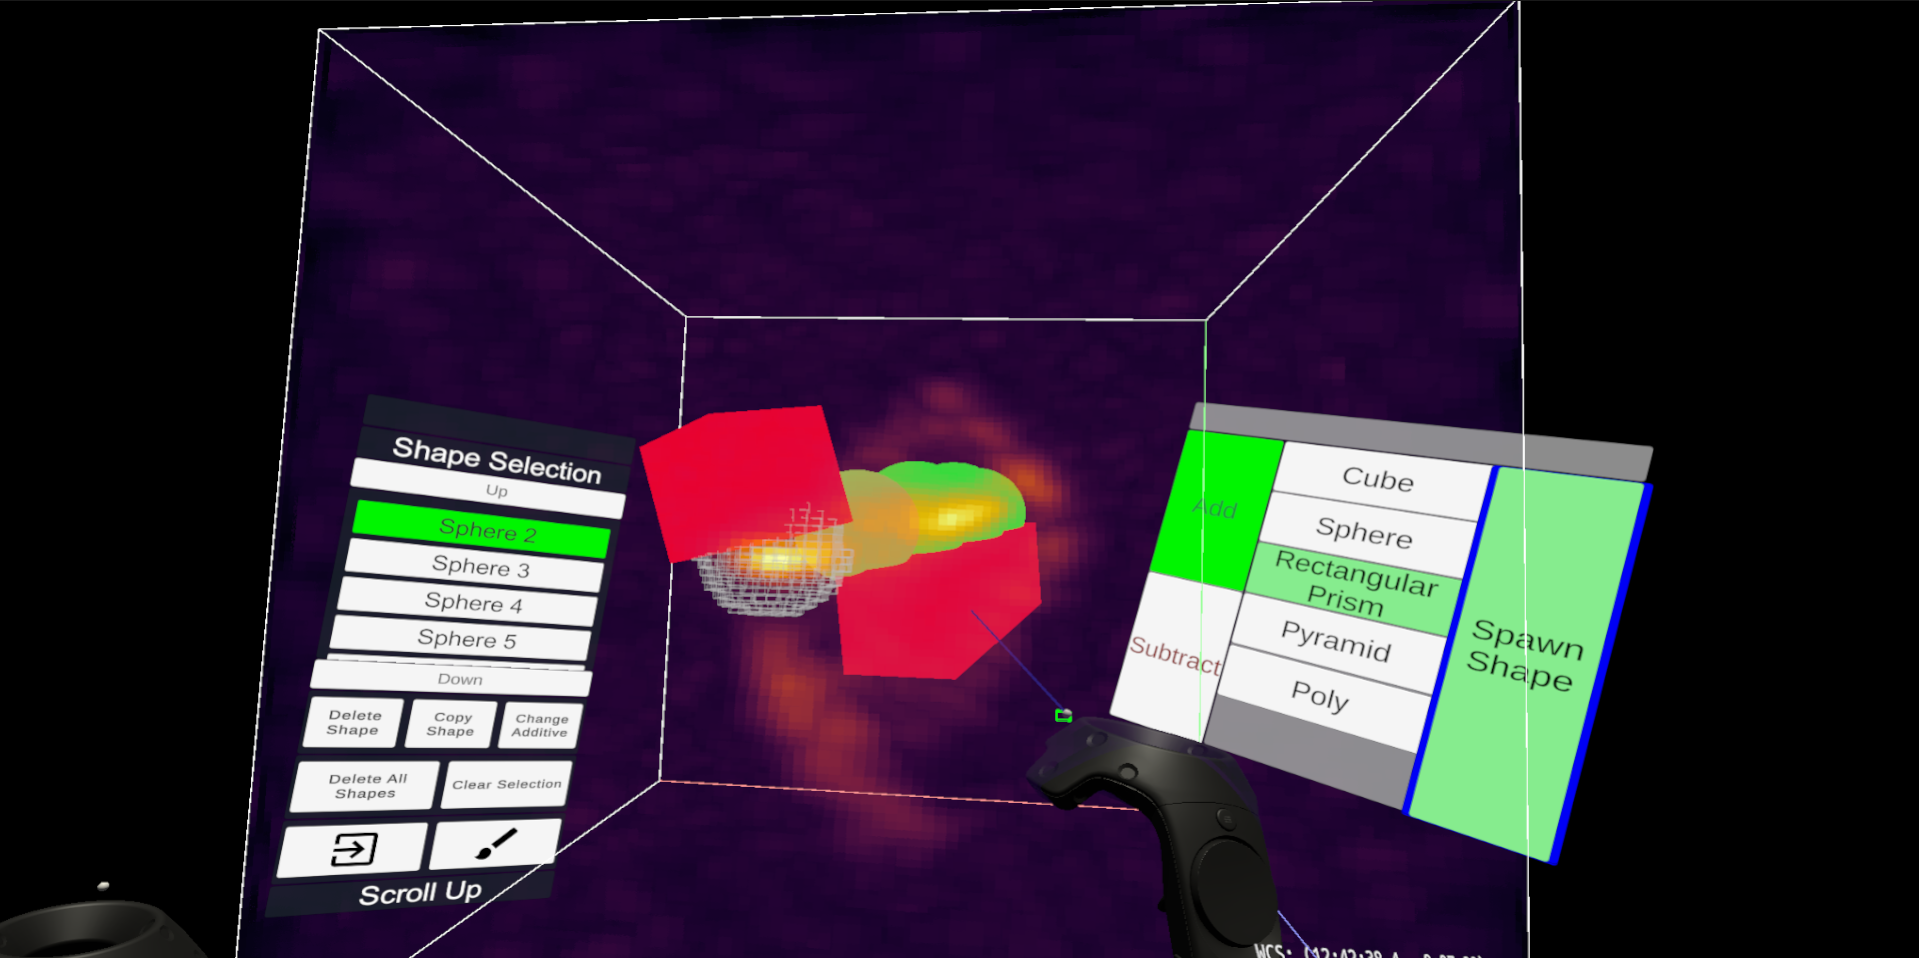 Shape Selection
Up
Sphere 2
Sphere 3
Sphere 4
Sphere 5
Down
Delete
Shape
Copy
Shape
Change
Additive
Delete All
Shapes
Clear Selection
Scroll Up
Add
Subtract
Cube
Sphere
Rectangular
Prism
Pyramid
Poly
Spawn
Shape
WCS: